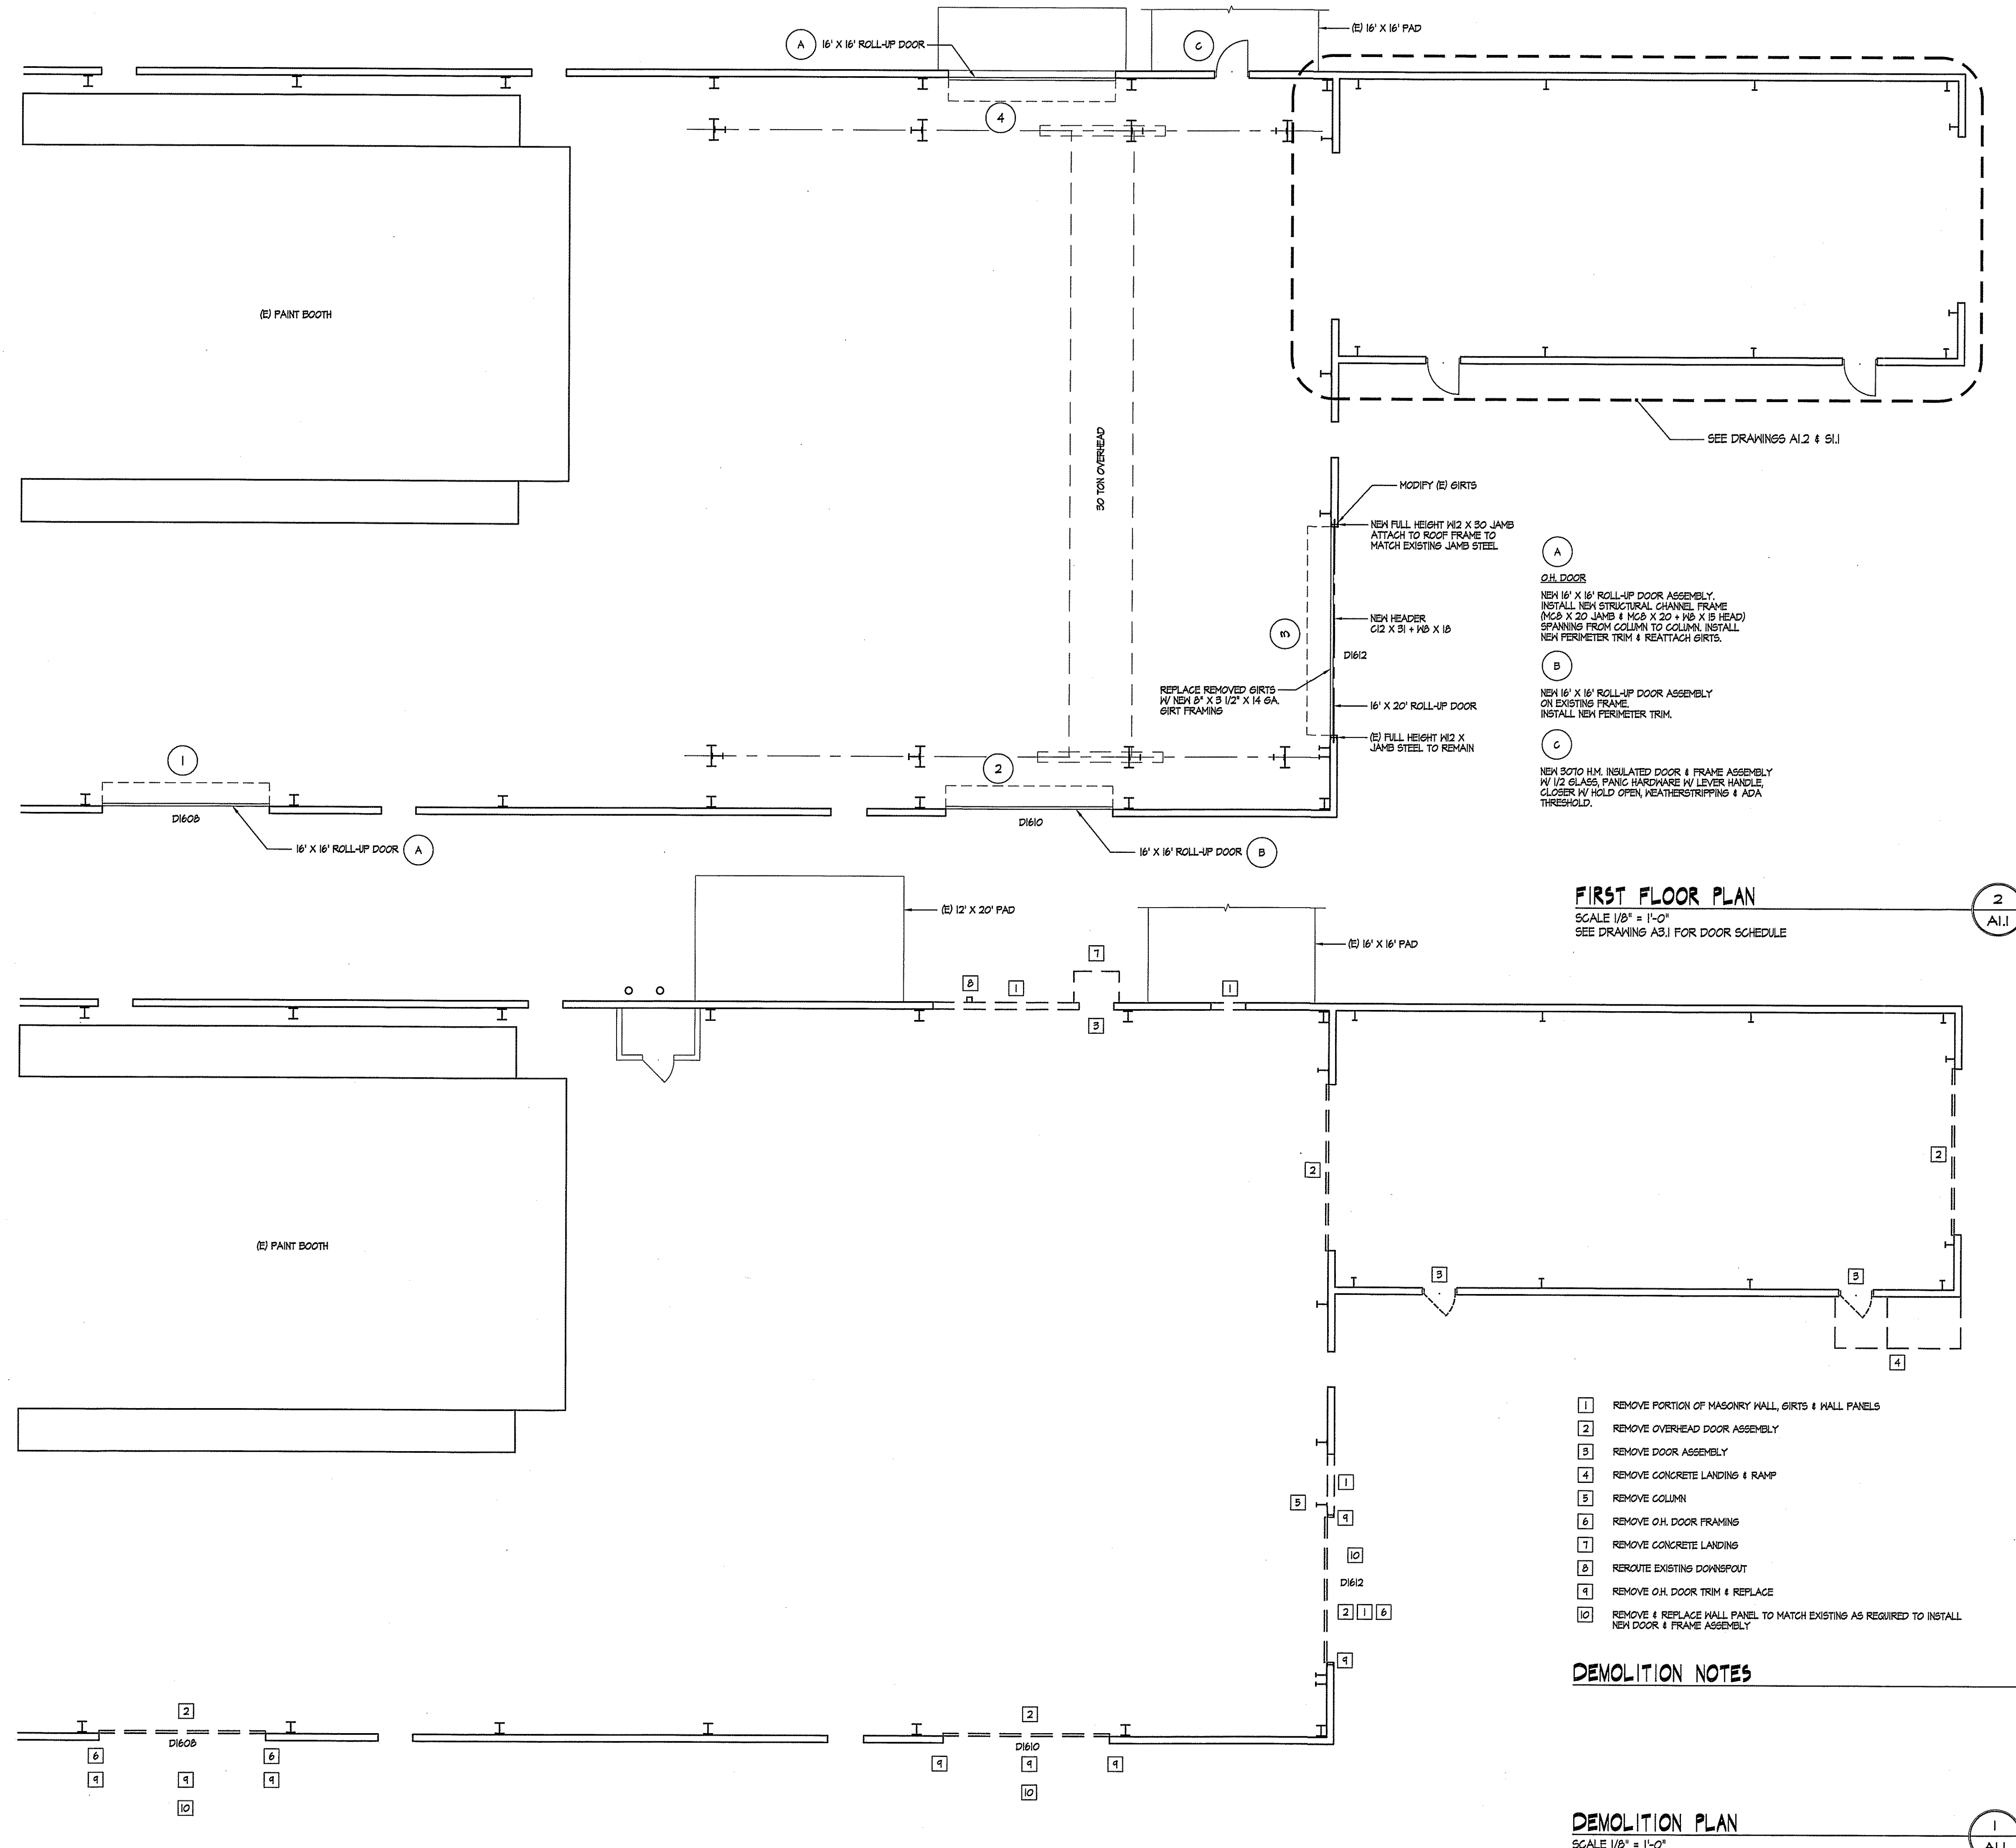 A 16' X 16' ROLL-UP DOOR
C
(E) 16' X 16' PAD
4
(E) PAINT BOOTH
30 TON OVERHEAD
SEE DRAWINGS A1.2 & S1.1
MODIFY (E) GIRTS
NEW FULL HEIGHT W12 X 30 JAMB
ATTACH TO ROOF FRAME TO
MATCH EXISTING JAMB STEEL
3
NEW HEADER
C12 X 31 + W8 X 18
D1612
REPLACE REMOVED GIRTS
W/ NEW 8" X 3 1/2" X 14 GA.
GIRT FRAMING
16' X 20' ROLL-UP DOOR
(E) FULL HEIGHT W12 X
JAMB STEEL TO REMAIN
A
O.H. DOOR
NEW 16' X 16' ROLL-UP DOOR ASSEMBLY.
INSTALL NEW STRUCTURAL CHANNEL FRAME
(MC8 X 20 JAMB & MC8 X 20 + W8 X 15 HEAD)
SPANNING FROM COLUMN TO COLUMN. INSTALL
NEW PERIMETER TRIM & REATTACH GIRTS.
B
NEW 16' X 16' ROLL-UP DOOR ASSEMBLY
ON EXISTING FRAME.
INSTALL NEW PERIMETER TRIM.
C
NEW 3070 H.M. INSULATED DOOR & FRAME ASSEMBLY
W/ 1/2 GLASS, PANIC HARDWARE W/ LEVER HANDLE,
CLOSER W/ HOLD OPEN, WEATHERSTRIPPING & ADA
THRESHOLD.
1
2
D1608
D1610
16' X 16' ROLL-UP DOOR A
16' X 16' ROLL-UP DOOR B
FIRST FLOOR PLAN
SCALE 1/8" = 1'-0"
SEE DRAWING A3.1 FOR DOOR SCHEDULE
2
A1.1
(E) 12' X 20' PAD
(E) 16' X 16' PAD
7
8
1
1
3
2
2
(E) PAINT BOOTH
3
3
4
1
5
9
10
D1612
2 1 6
9
1 REMOVE PORTION OF MASONRY WALL, GIRTS & WALL PANELS
2 REMOVE OVERHEAD DOOR ASSEMBLY
3 REMOVE DOOR ASSEMBLY
4 REMOVE CONCRETE LANDING & RAMP
5 REMOVE COLUMN
6 REMOVE O.H. DOOR FRAMING
7 REMOVE CONCRETE LANDING
8 REROUTE EXISTING DOWNSPOUT
9 REMOVE O.H. DOOR TRIM & REPLACE
10 REMOVE & REPLACE WALL PANEL TO MATCH EXISTING AS REQUIRED TO INSTALL
NEW DOOR & FRAME ASSEMBLY
DEMOLITION NOTES
2
D1608
6 6
9 9 9
10
2
D1610
9 9 9
10
DEMOLITION PLAN
SCALE 1/8" = 1'-0"
1
A1.1